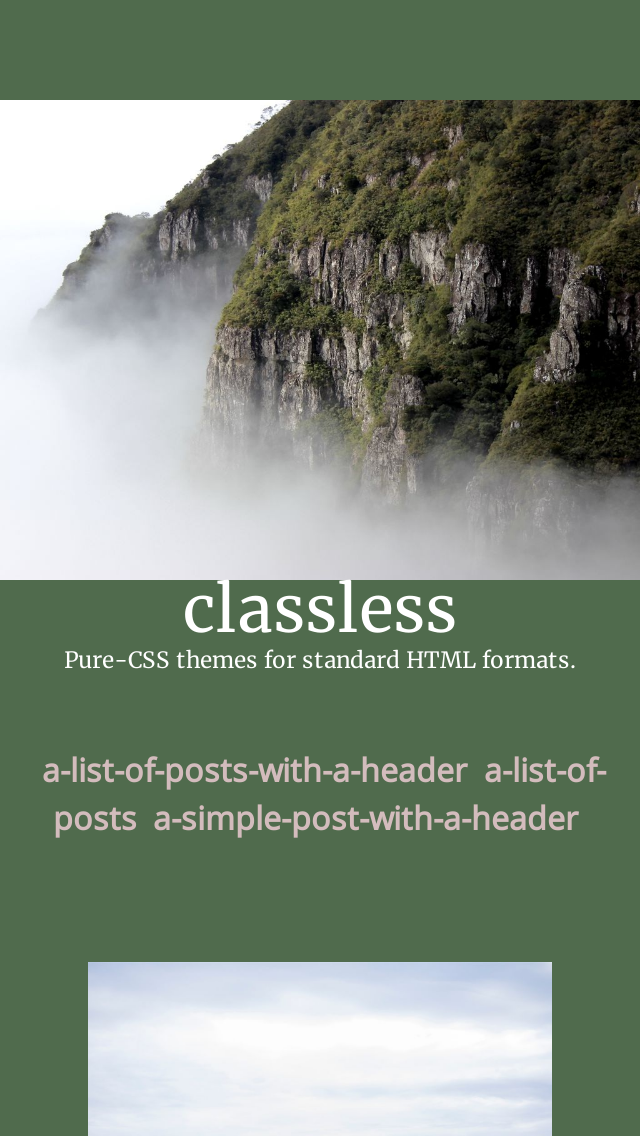 classless
Pure-CSS themes for standard HTML formats.
a-list-of-posts-with-a-header a-list-of-
posts a-simple-post-with-a-header